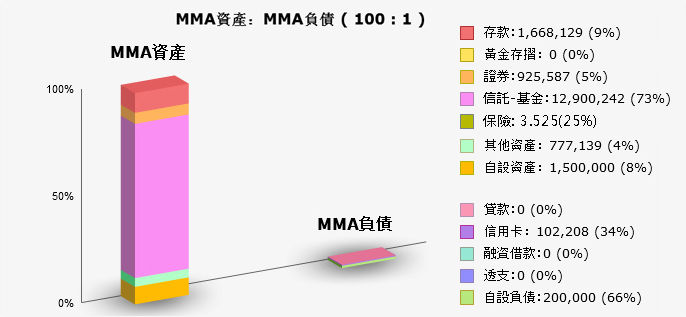 MMA資產：MMA負債 ( 100 : 1 )
MMA資產
100%
50%
0%
MMA負債
存款:1,668,129 (9%)
黃金存摺: 0 (0%)
證券:925,587 (5%)
信託-基金:12,900,242 (73%)
保險: 3.525(25%)
其他資產: 777,139 (4%)
自設資產: 1,500,000 (8%)
貸款:0 (0%)
信用卡: 102,208 (34%)
融資借款:0 (0%)
透支:0 (0%)
自設負債:200,000 (66%)